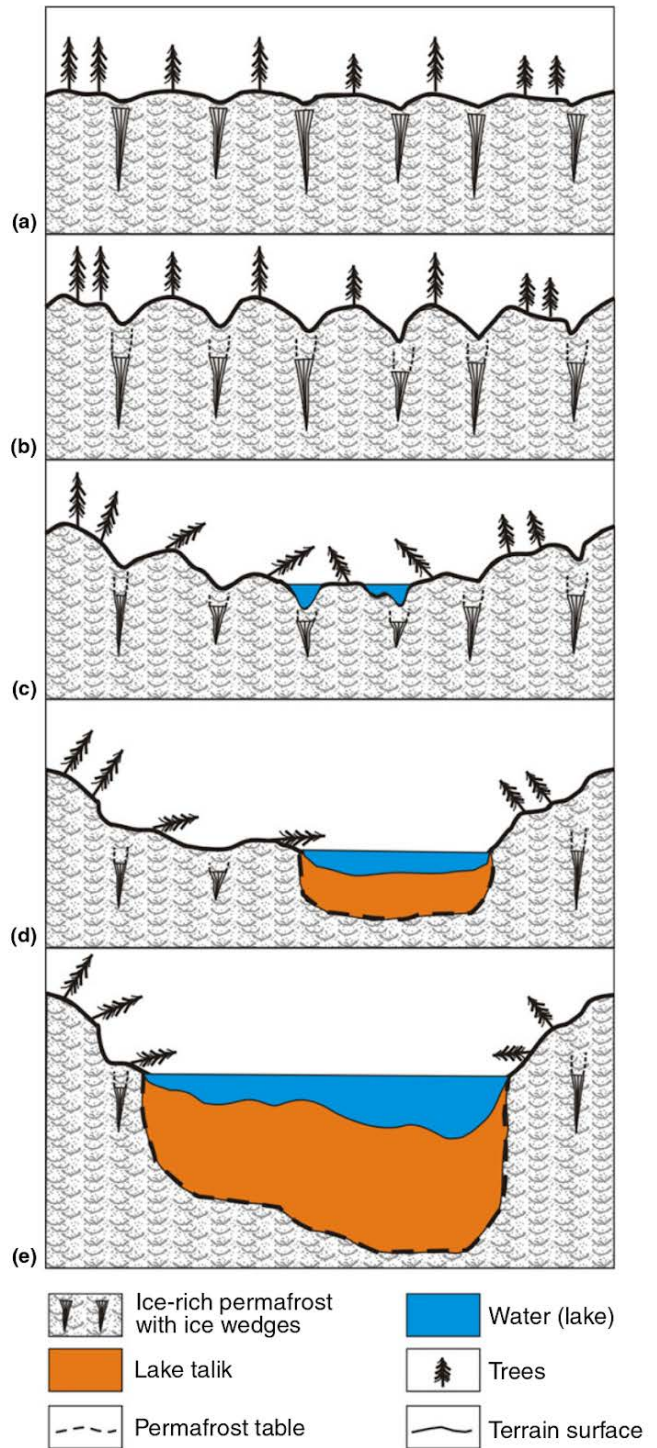 (a)
(b)
(c)
(d)
(e)
Ice-rich permafrost
with ice wedges
Water (lake)
Lake talik
Trees
Permafrost table
Terrain surface